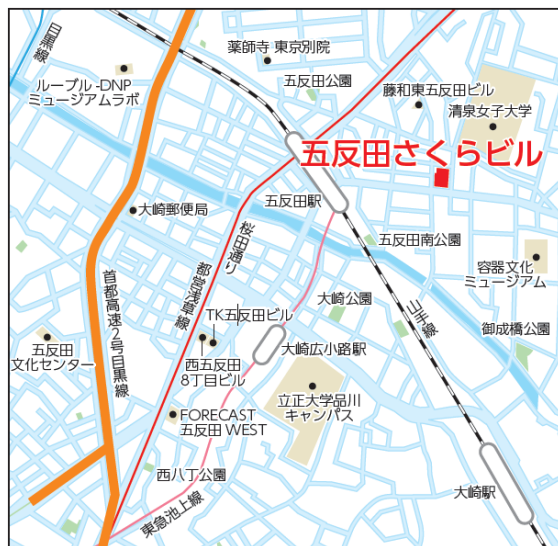 目黒線
薬師寺 東京別院
五反田公園
ルーブル-DNP
ミュージアムラボ
藤和東五反田ビル
清泉女子大学
五反田さくらビル
五反田駅
大崎郵便局
桜田通り
都営浅草線
五反田南公園
容器文化
ミュージアム
首都高速2号目黒線
山手線
大崎公園
TK五反田ビル
御成橋公園
五反田
文化センター
西五反田
8丁目ビル
大崎広小路駅
立正大学品川
キャンパス
FORECAST
五反田 WEST
西八丁公園
東急池上線
大崎駅